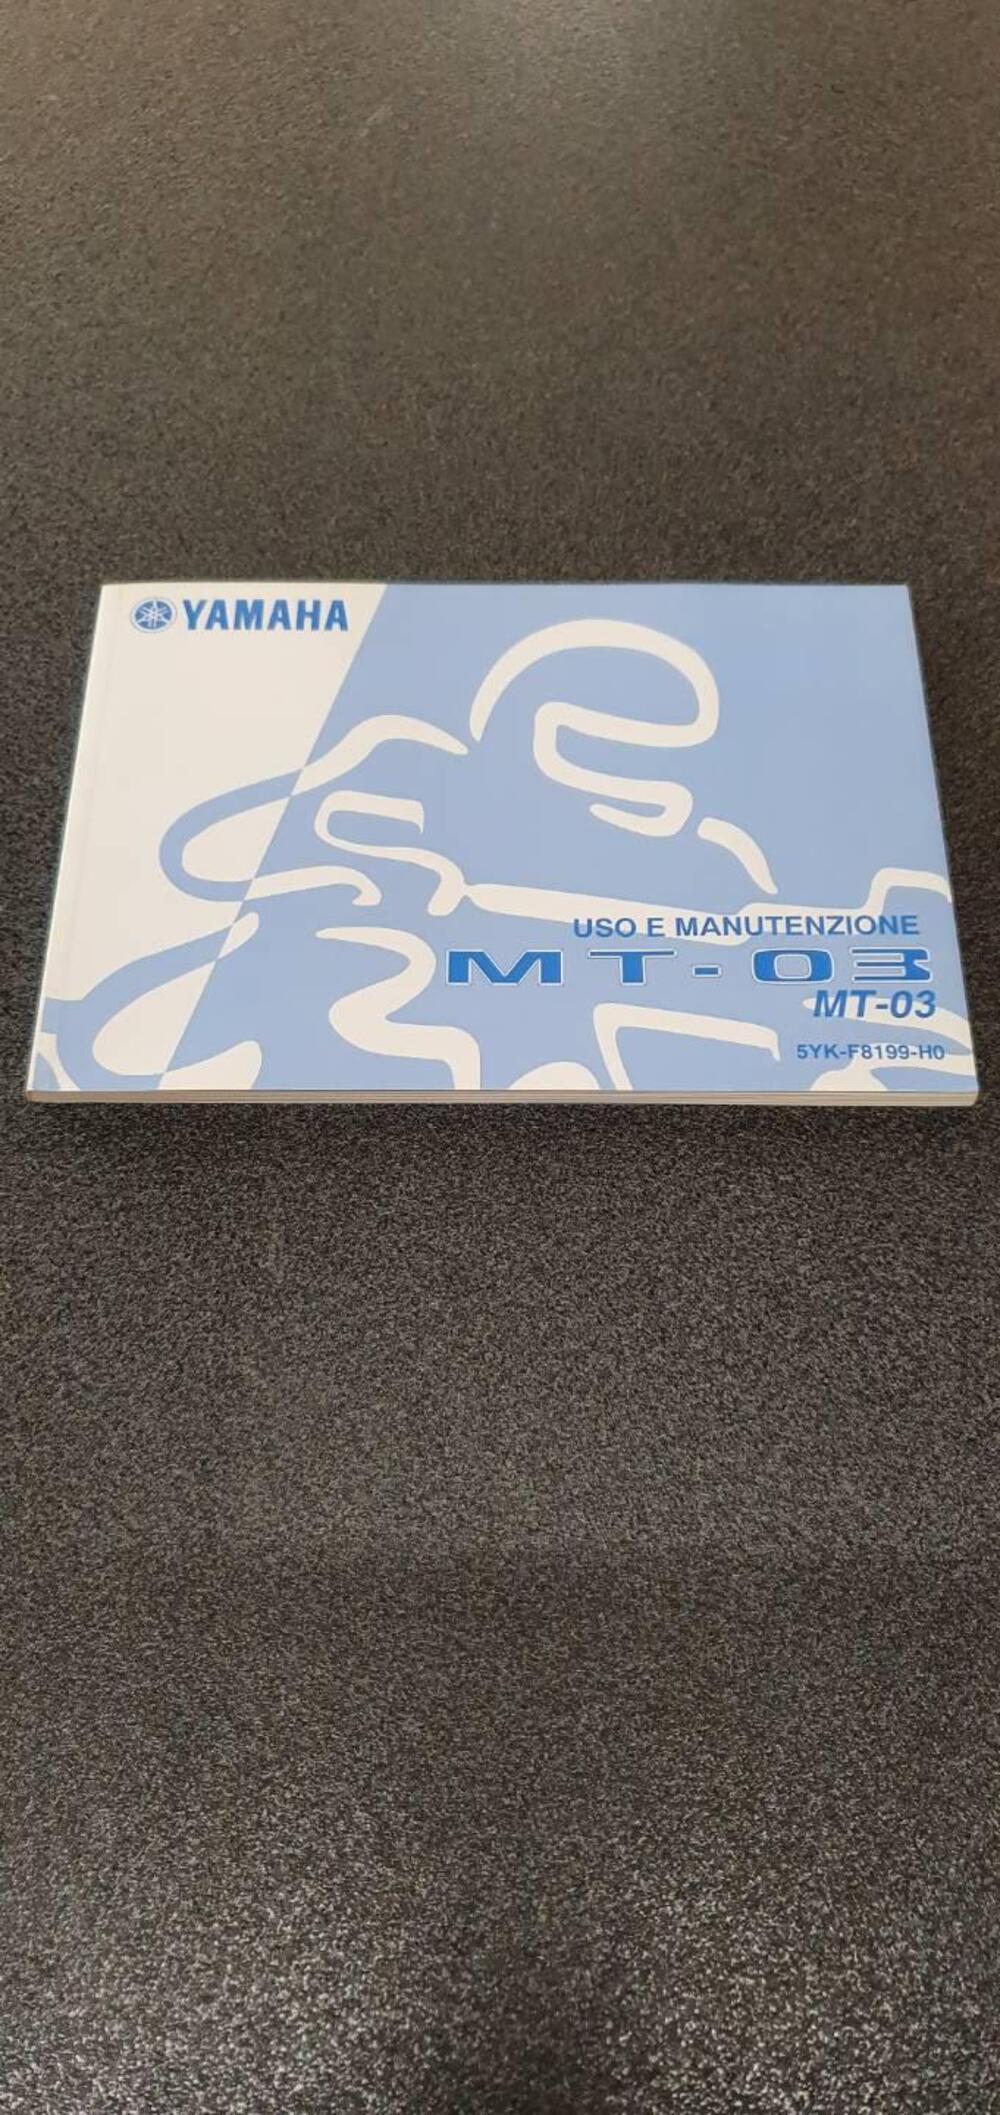 YAMAHA
USO E MANUTENZIONE
MT-03
MT-03
5YK-F8199-H0